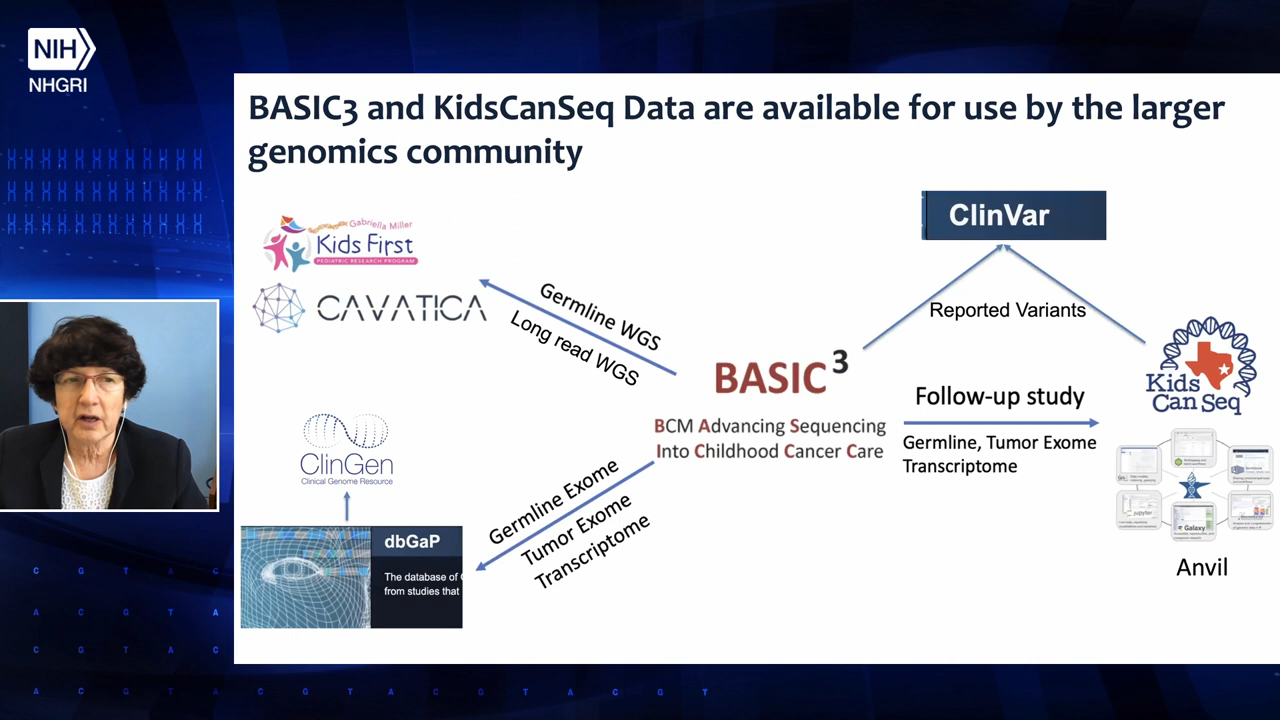 NIH
NHGRI
BASIC3 and KidsCanSeq Data are available for use by the larger
genomics community
Gabriella Miller
Kids First
PEDIATRIC RESEARCH PROGRAM
CAVATICA
Germline WGS
Long read WGS
ClinVar
Reported Variants
BASIC3
BCM Advancing Sequencing
Into Childhood Cancer Care
Follow-up study
Germline, Tumor Exome
Transcriptome
Kids
Can Seq
ClinGen
Clinical Genome Resource
Germline Exome
Tumor Exome
Transcriptome
dbGaP
The database of
from studies that
jupyter
Galaxy
Anvil
C G T A C
A C G T A
C G T A C
A C G T A C G T A C G T A C G T